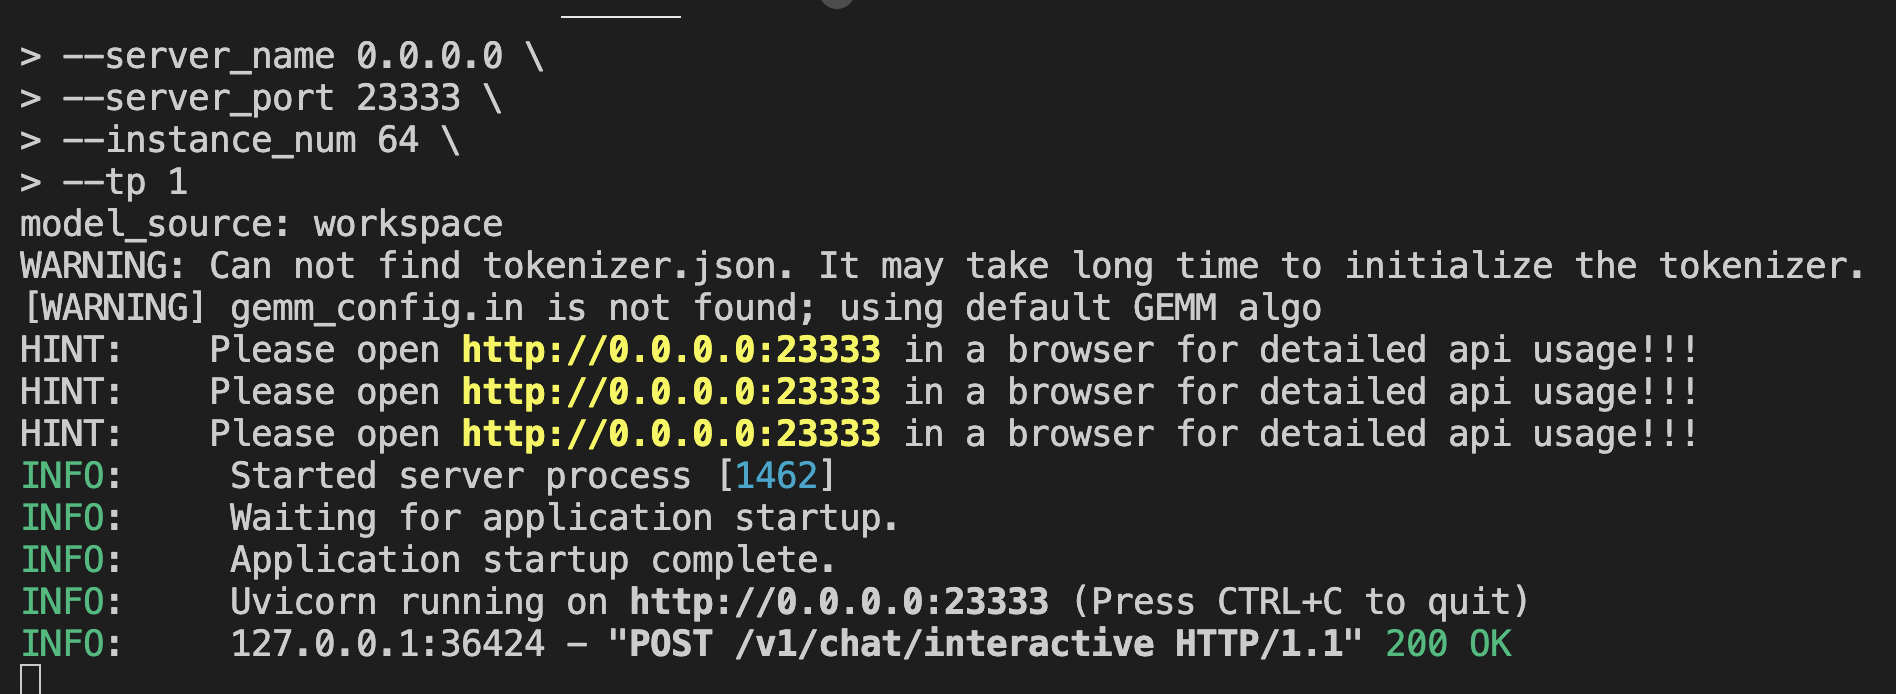 > --server_name 0.0.0.0 \
> --server_port 23333 \
> --instance_num 64 \
> --tp 1
model_source: workspace
WARNING: Can not find tokenizer.json. It may take long time to initialize the tokenizer.
[WARNING] gemm_config.in is not found; using default GEMM algo
HINT:    Please open http://0.0.0.0:23333 in a browser for detailed api usage!!!
HINT:    Please open http://0.0.0.0:23333 in a browser for detailed api usage!!!
HINT:    Please open http://0.0.0.0:23333 in a browser for detailed api usage!!!
INFO:     Started server process [1462]
INFO:     Waiting for application startup.
INFO:     Application startup complete.
INFO:     Uvicorn running on http://0.0.0.0:23333 (Press CTRL+C to quit)
INFO:     127.0.0.1:36424 - "POST /v1/chat/interactive HTTP/1.1" 200 OK